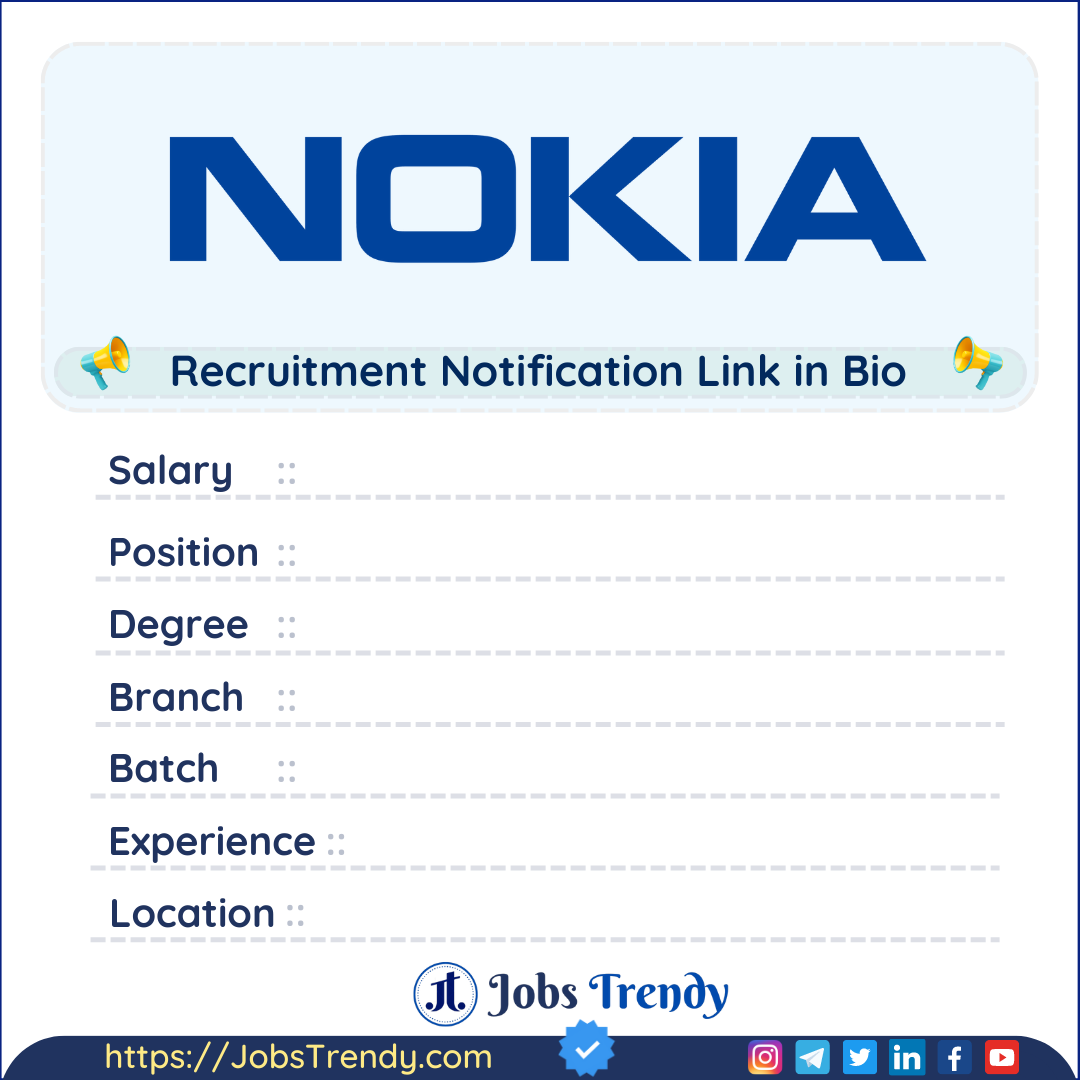 NOKIA
Recruitment Notification Link in Bio
Salary ::
Position ::
Degree ::
Branch ::
Batch ::
Experience ::
Location ::
Jobs Trendy
https://JobsTrendy.com